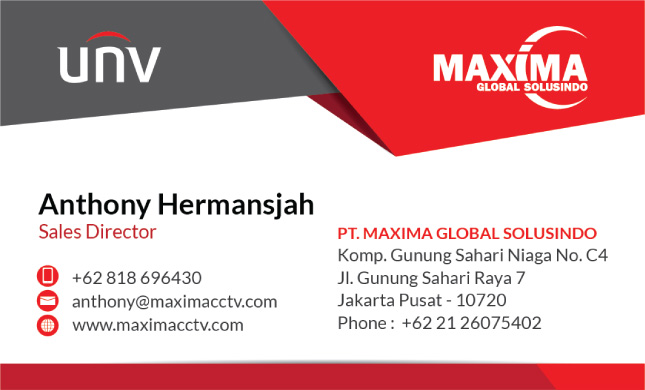 unv
MAXIMA
GLOBAL SOLUSINDO
Anthony Hermansjah
Sales Director
+62 818 696430
anthony@maximacctv.com
www.maximacctv.com
PT. MAXIMA GLOBAL SOLUSINDO
Komp. Gunung Sahari Niaga No. C4
Jl. Gunung Sahari Raya 7
Jakarta Pusat - 10720
Phone : +62 21 26075402